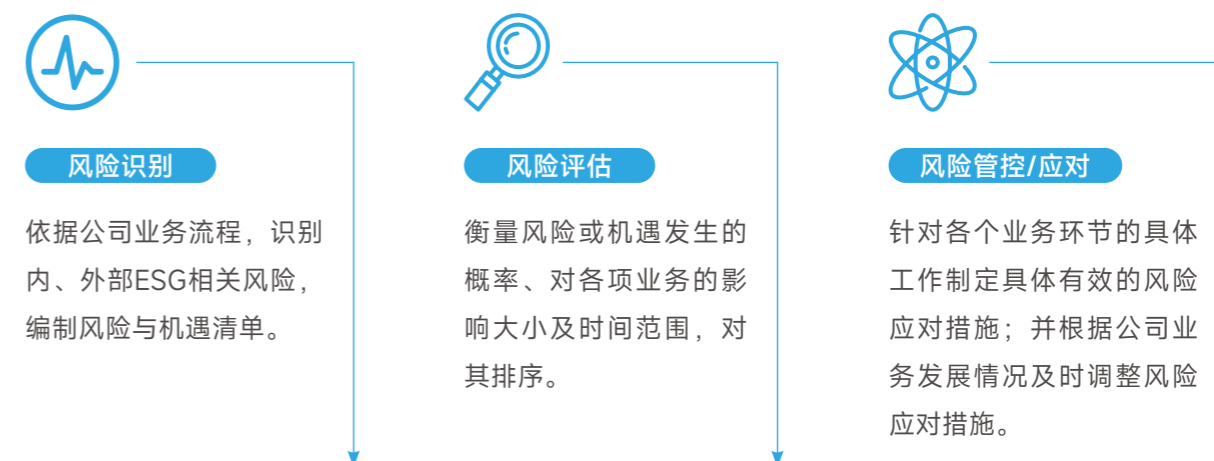 风险识别
依据公司业务流程，识别
内、外部ESG相关风险，
编制风险与机遇清单。
风险评估
衡量风险或机遇发生的
概率、对各项业务的影
响大小及时间范围，对
其排序。
风险管控/应对
针对各个业务环节的具体
工作制定具体有效的风险
应对措施；并根据公司业
务发展情况及时调整风险
应对措施。